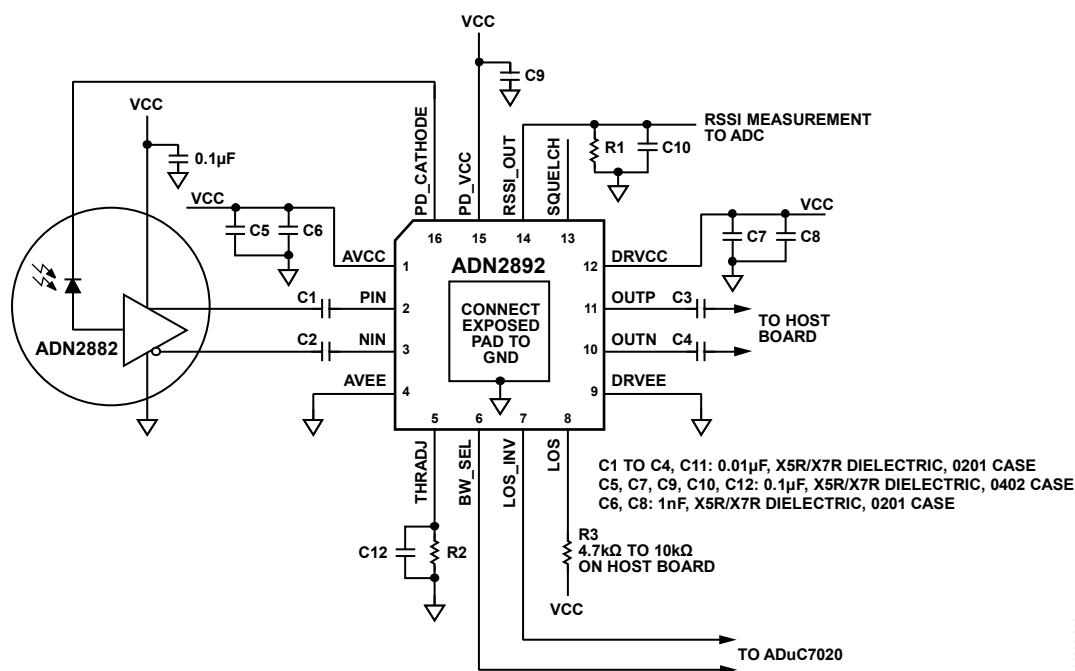 VCC
C9
VCC
0.1µF
PD_CATHODE
PD_VCC
RSSI_OUT
SQUELCH
R1
C10
RSSI MEASUREMENT
TO ADC
VCC
C5
C6
VCC
C7
C8
16
15
14
13
AVCC
1
ADN2892
12
DRVCC
C1
PIN
2
CONNECT
EXPOSED
PAD TO
GND
11
OUTP
C3
ADN2882
C2
NIN
3
10
OUTN
C4
TO HOST
BOARD
AVEE
4
9
DRVEE
5
6
7
8
THRADJ
BW_SEL
LOS_INV
LOS
C1 TO C4, C11: 0.01µF, X5R/X7R DIELECTRIC, 0201 CASE
C5, C7, C9, C10, C12: 0.1µF, X5R/X7R DIELECTRIC, 0402 CASE
C6, C8: 1nF, X5R/X7R DIELECTRIC, 0201 CASE
C12
R2
R3
4.7kΩ TO 10kΩ
ON HOST BOARD
VCC
TO ADuC7020